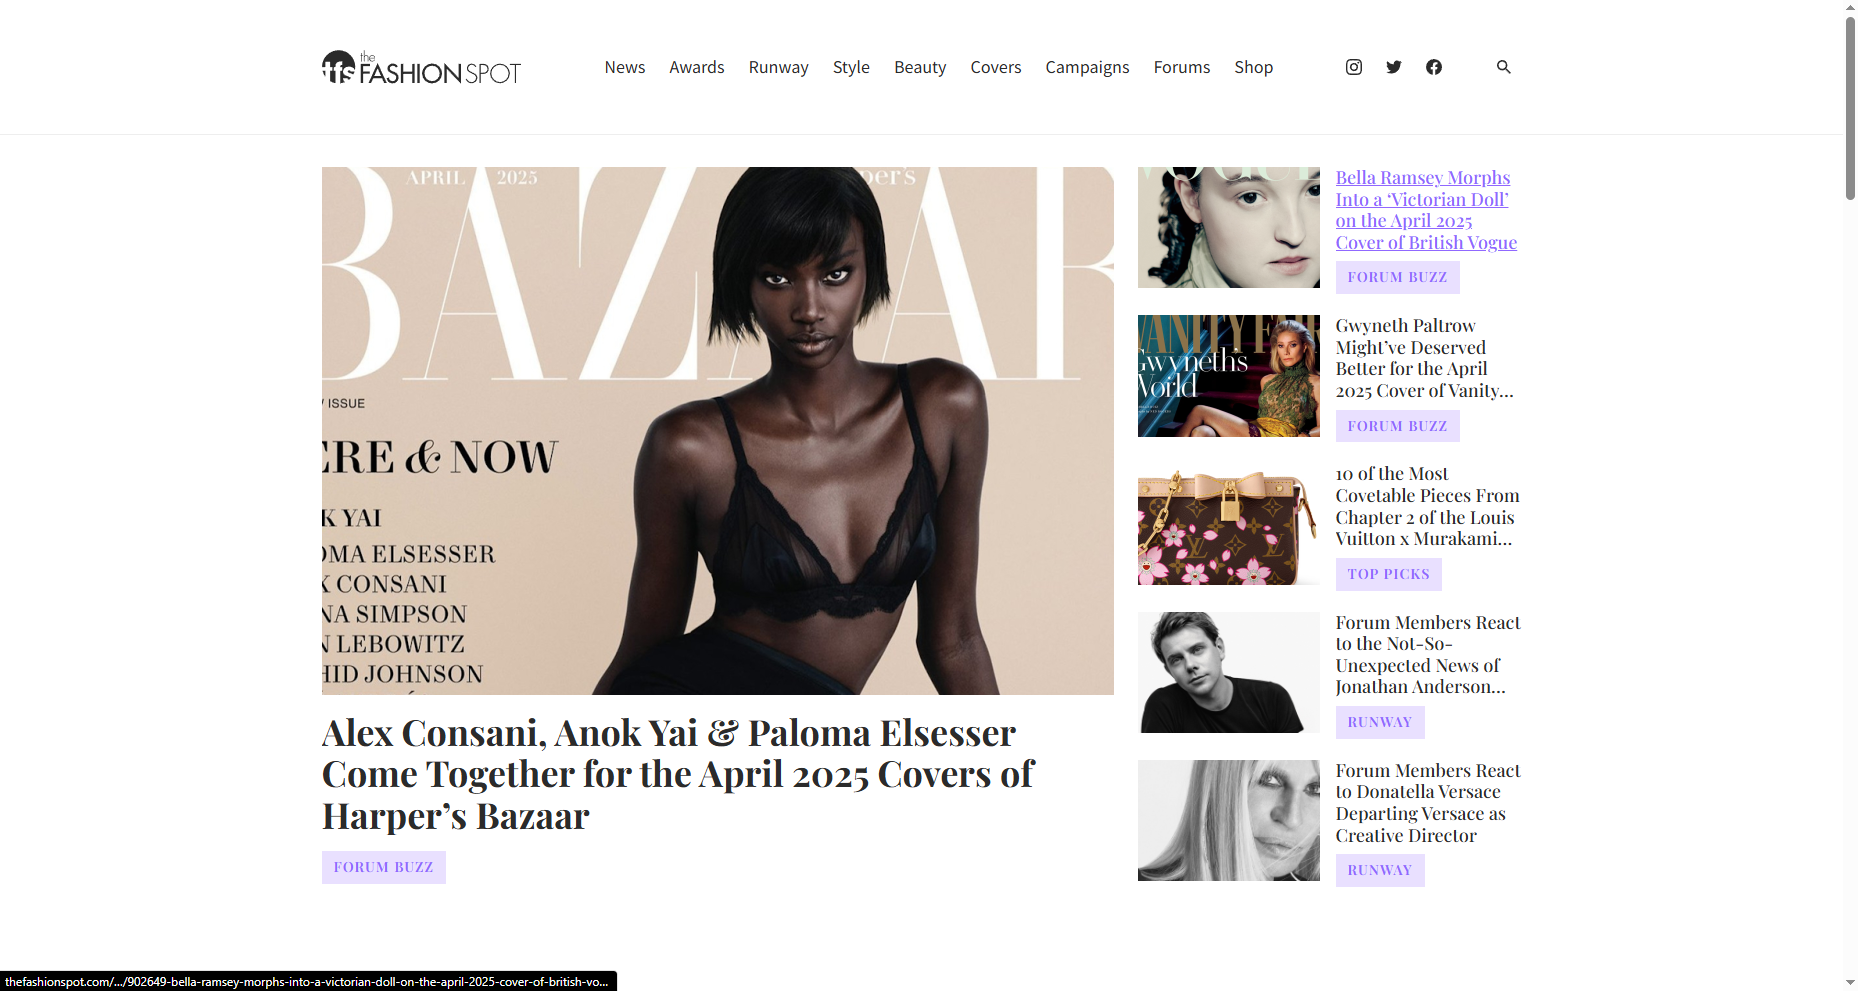 the
tfs FASHION SPOT
News Awards Runway Style Beauty Covers Campaigns Forums Shop
APRIL 2025
BAZAAR
ISSUE
ERE & NOW
K YAI
OMA ELSESSER
X CONSANI
NA SIMPSON
N LEBOWITZ
HID JOHNSON
Alex Consani, Anok Yai & Paloma Elsesser
Come Together for the April 2025 Covers of
Harper’s Bazaar
FORUM BUZZ
VOGUE
Bella Ramsey Morphs
Into a ‘Victorian Doll’
on the April 2025
Cover of British Vogue
FORUM BUZZ
VANITY FAIR
Gwyneth's
World
Gwyneth Paltrow
Might’ve Deserved
Better for the April
2025 Cover of Vanity...
FORUM BUZZ
10 of the Most
Covetable Pieces From
Chapter 2 of the Louis
Vuitton x Murakami...
TOP PICKS
Forum Members React
to the Not-So-
Unexpected News of
Jonathan Anderson...
RUNWAY
Forum Members React
to Donatella Versace
Departing Versace as
Creative Director
RUNWAY
thefashionspot.com/.../902649-bella-ramsey-morphs-into-a-victorian-doll-on-the-april-2025-cover-of-british-vo...